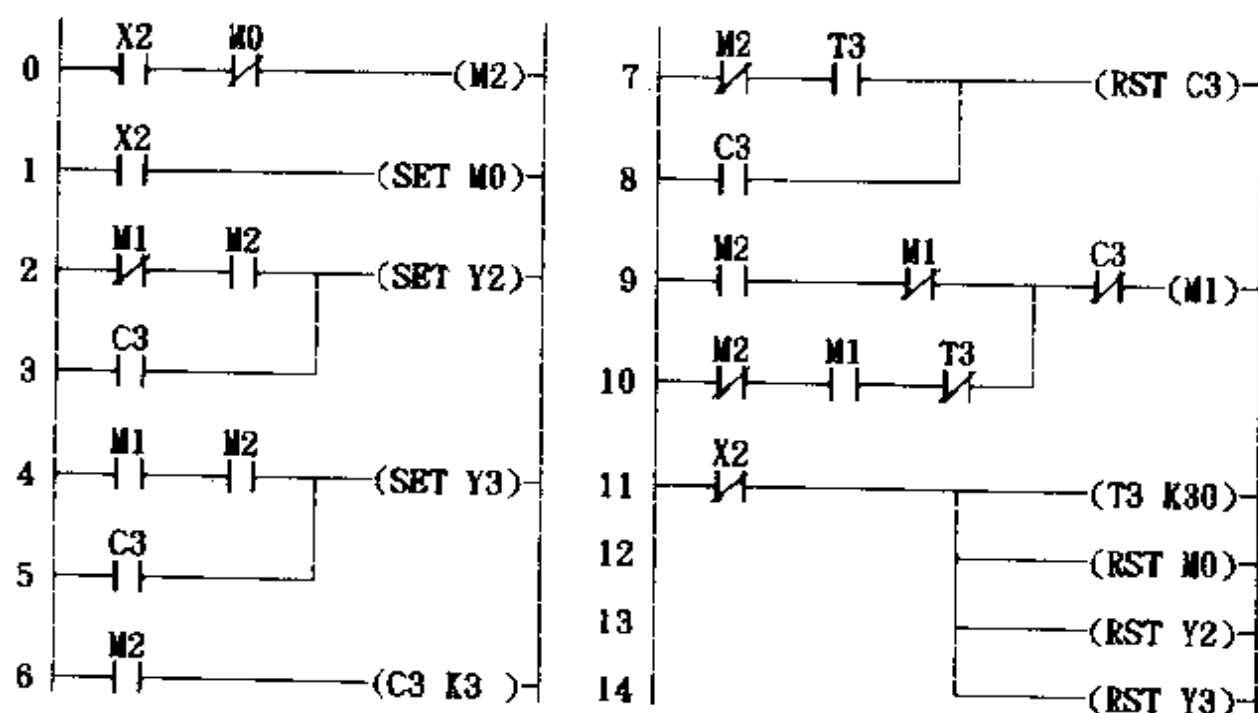 X2 M0
0 (M2)
X2
1 (SET M0)
M1 M2
2 (SET Y2)
C3
3
M1 M2
4 (SET Y3)
C3
5
M2
6 (C3 K3 )
M2 T3
7 (RST C3)
C3
8
M2 M1 C3
9 (M1)
M2 M1 T3
10
X2
11 (T3 K30)
12 (RST M0)
13 (RST Y2)
14 (RST Y3)